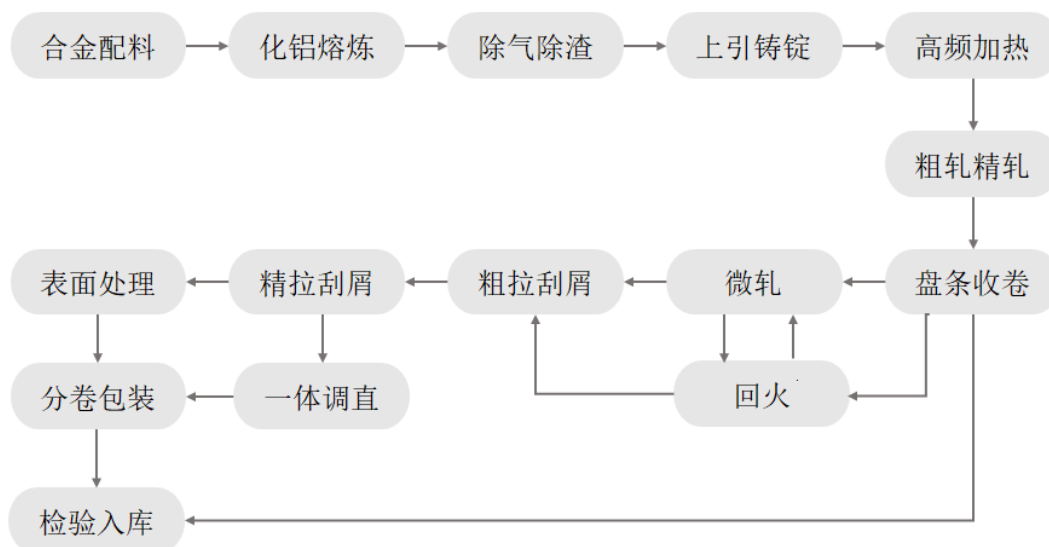 合金配料
化铝熔炼
除气除渣
上引铸锭
高频加热
粗轧精轧
表面处理
精拉刮屑
粗拉刮屑
微轧
盘条收卷
分卷包装
一体调直
回火
检验入库